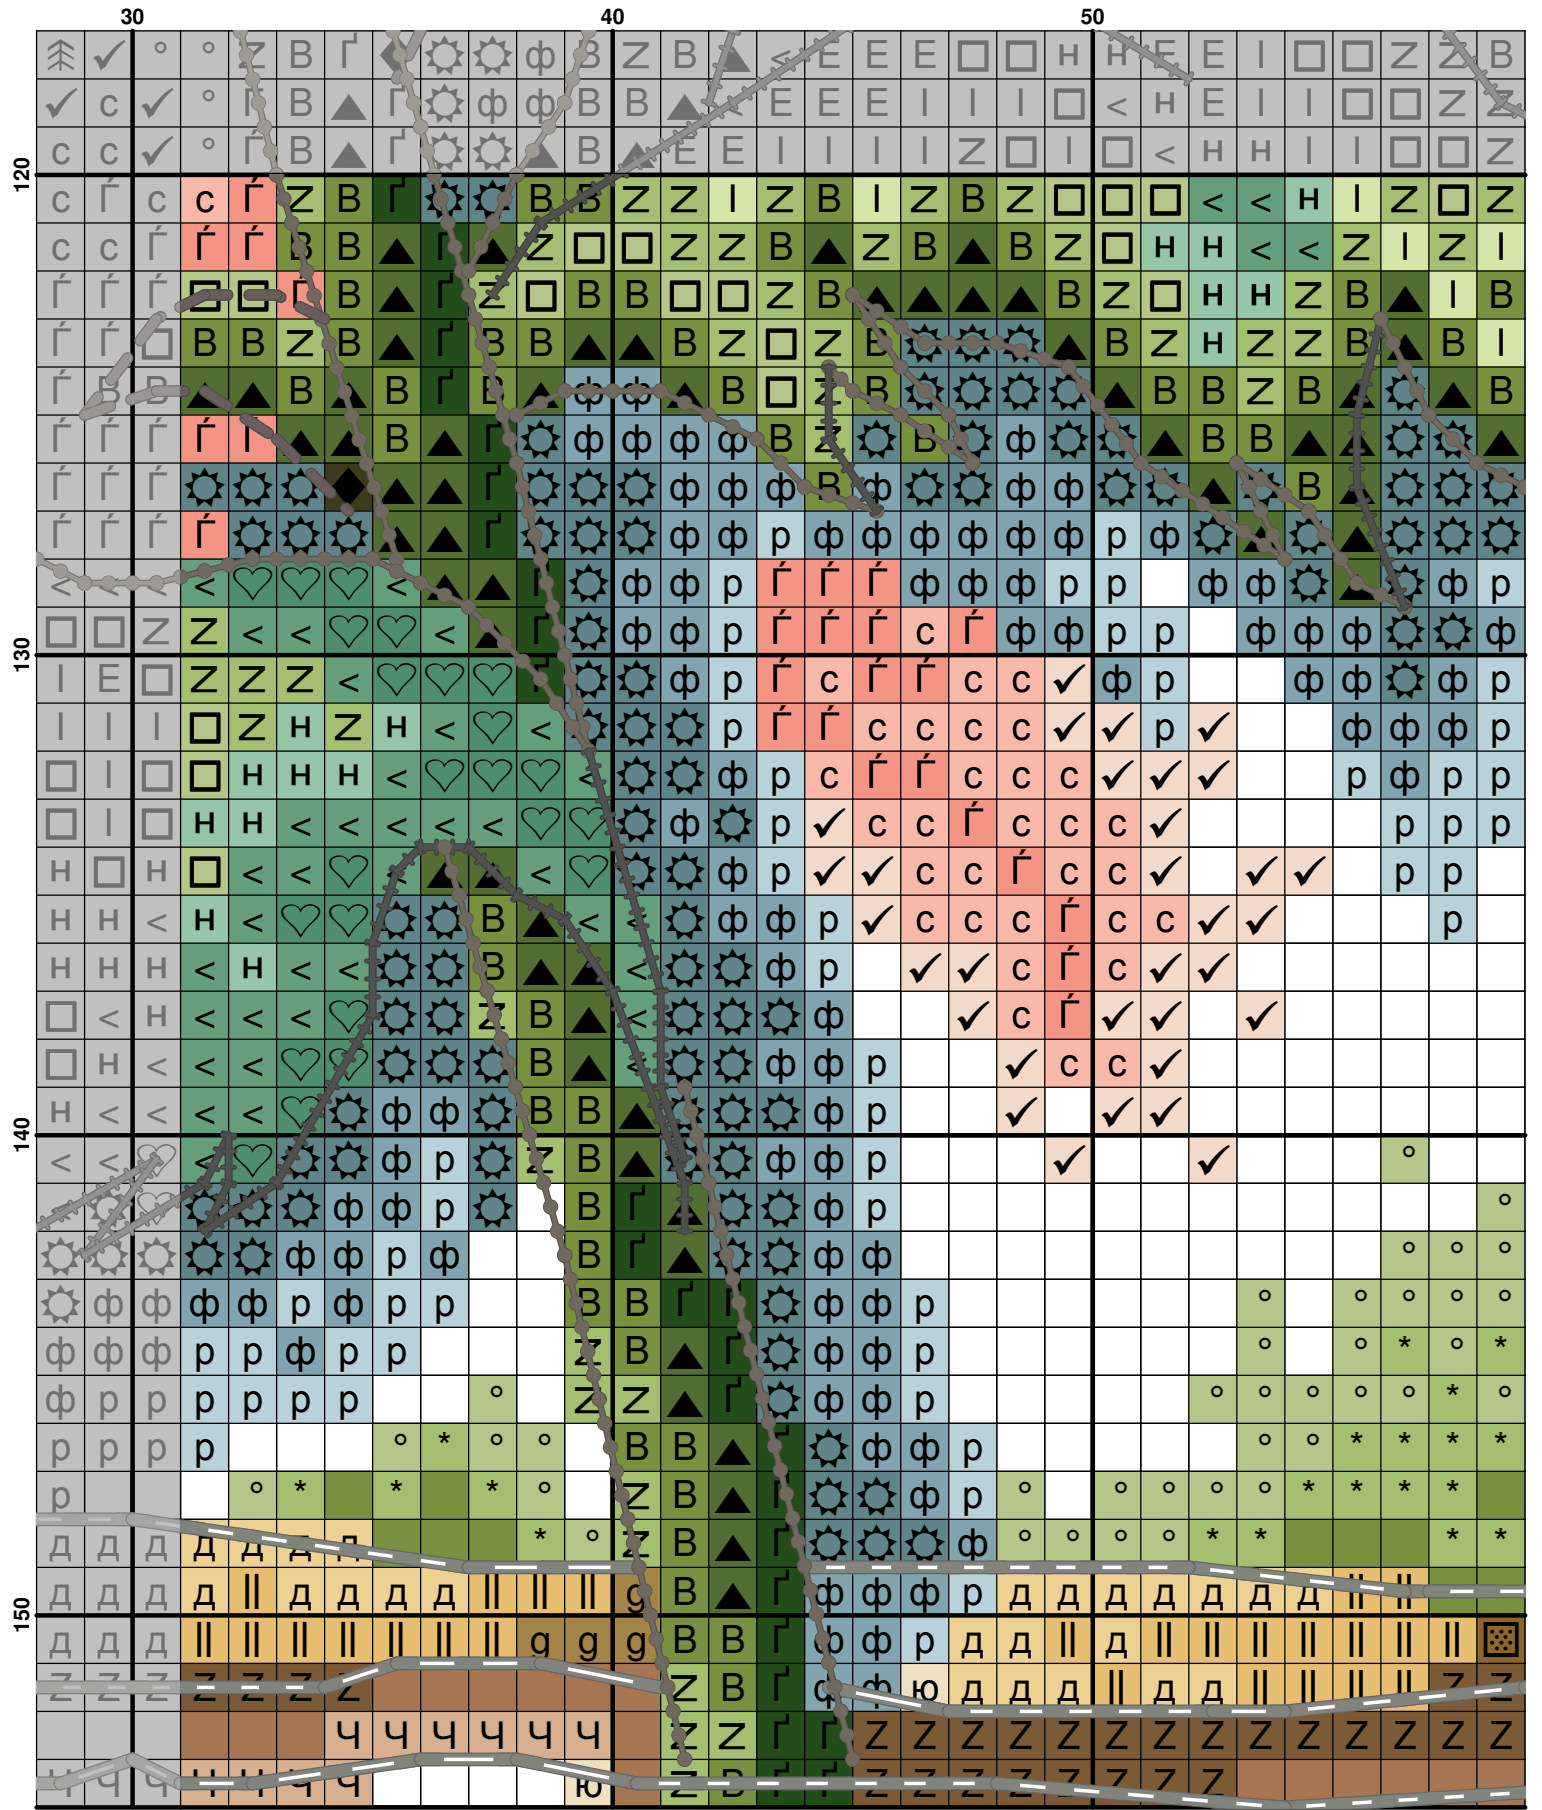 30 40 50
Z В Ґ ф В Z В < E E E H H E E I Z Z В
c Ѓ В Ґ ф ф В В < E E E I I I < H E I I Z Z
c c Ѓ В Ґ В E E I I I I Z I < H H I I Z
120
c Ѓ c c Ѓ Z В Ґ В В Z Z I Z В I Z В Z < < H I Z Z
c c Ѓ Ѓ Ѓ В В Ґ Z Z Z В Z В В Z H H < < Z I Z I
Ѓ Ѓ Ѓ Ѓ В Ґ Z В В Z В В Z H H Z В I В
Ѓ Ѓ В В Z В Ґ В В В Z Z В В Z H Z Z В В I
Ѓ В В В В Ґ В ф ф В Z В В В Z В В
Ѓ Ѓ Ѓ Ѓ Ѓ В Ґ ф ф ф ф В Z В ф В В
Ѓ Ѓ Ѓ Ґ ф ф ф В ф ф В
Ѓ Ѓ Ѓ Ѓ Ґ ф ф р ф ф ф ф ф ф р ф
< < < < < Ґ ф ф р Ѓ Ѓ Ѓ ф ф ф р р ф ф ф р
Z Z < < < Ґ ф ф р Ѓ Ѓ Ѓ c Ѓ ф ф р р ф ф ф ф
130
I E Z Z Z < Ґ ф р Ѓ c Ѓ Ѓ c c ф р ф ф ф р
I I I Z H Z H < < р Ѓ Ѓ c c c c р ф ф ф р
I H H H < < ф р c Ѓ Ѓ c c c р ф р р
I H H < < < < < ф р c c Ѓ c c c р р р
H H < < < < ф р c c Ѓ c c р р
H H < H < В < < ф ф р c c c Ѓ c c р
H H H < H < < В < ф р c Ѓ c
< H < < < Z В < ф c Ѓ
H < < < В < ф ф р c c
H < < < < ф ф В В ф ф р
140
< < < ф р Z В ф ф р
ф ф р В Ґ ф р
ф ф р ф В Ґ ф ф
ф ф ф ф р ф р р В В Ґ Ґ ф ф р
ф ф ф р р ф р р Z В Ґ ф ф р
ф р р р р р р Z Z Ґ ф ф р
р р р р * В В Ґ ф ф р * * * *
р * * * Z В Ґ ф р * * * *
д д д д д д д * Z В Ґ ф * * * *
д д д д || д д д д || || || g В Ґ ф ф ф р д д д д д д д || ||
150
д д д || || || || || || || g g g В В Ґ ф ф р д д || д || || || || || || ||
Z Z Z Z Z Z Z Z В Ґ ф ф ю д д д || д д || || || || Z Z
Ч Ч Ч Ч Ч Ч Z Z Ґ Ґ Z Z Z Z Z Z Z Z Z Z Z Z Z Z
Ч Ч Ч Ч Ч Ч Ч ю Z В Ґ Ґ Z Z Z Z Z Z Z Z